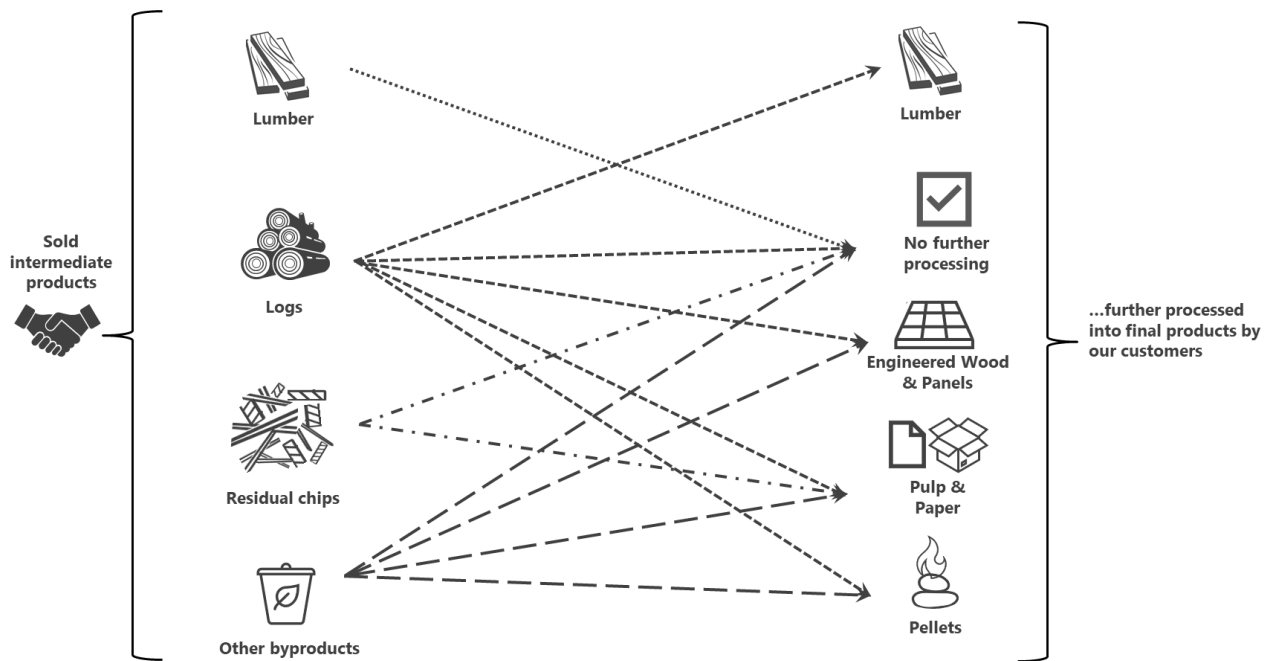 Sold
intermediate
products
Lumber
Logs
Residual chips
Other byproducts
Lumber
No further
processing
Engineered Wood
& Panels
Pulp &
Paper
Pellets
...further processed
into final products by
our customers